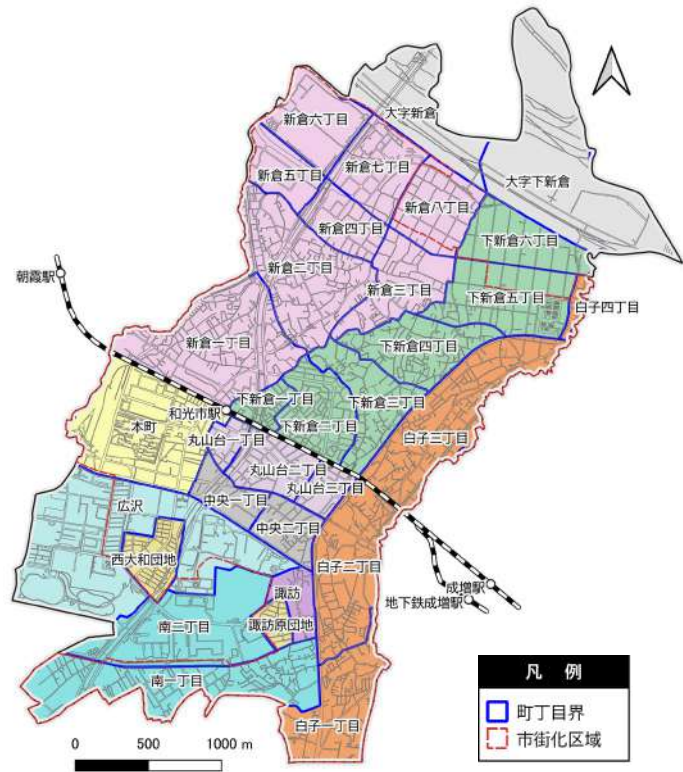 新倉六丁目
大字新倉
新倉七丁目
新倉五丁目
大字下新倉
新倉八丁目
新倉四丁目
下新倉六丁目
新倉二丁目
朝霞駅
新倉三丁目
下新倉五丁目
白子四丁目
新倉一丁目
下新倉四丁目
下新倉一丁目
下新倉三丁目
和光市駅
本町
下新倉二丁目
丸山台一丁目
白子三丁目
丸山台二丁目
丸山台三丁目
中央一丁目
広沢
中央二丁目
西大和団地
白子二丁目
諏訪
成増駅
地下鉄成増駅
諏訪原団地
南二丁目
南一丁目
白子一丁目
凡 例
町丁目界
市街化区域
0 500 1000 m